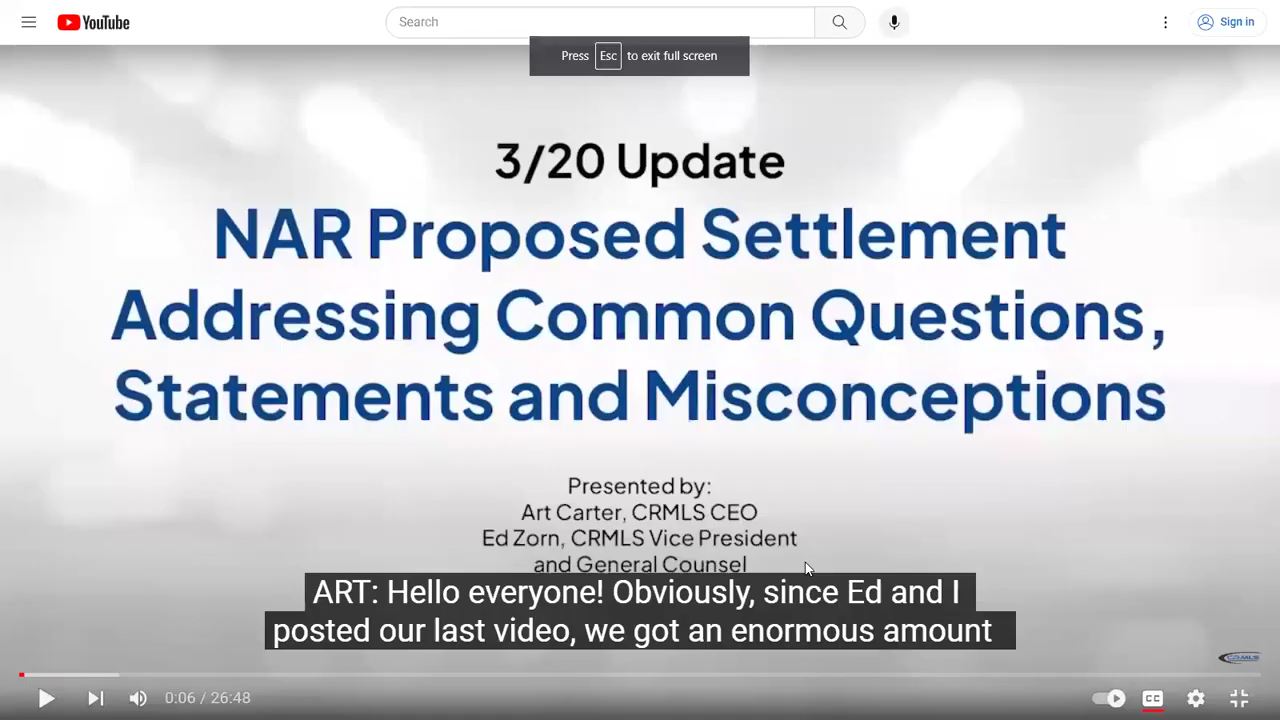 YouTube
Search
Sign in
Press Esc to exit full screen
3/20 Update
NAR Proposed Settlement
Addressing Common Questions,
Statements and Misconceptions
Presented by:
Art Carter, CRMLS CEO
Ed Zorn, CRMLS Vice President
and General Counsel
ART: Hello everyone! Obviously, since Ed and I
posted our last video, we got an enormous amount
CRMLS
0:06 / 26:48
CC